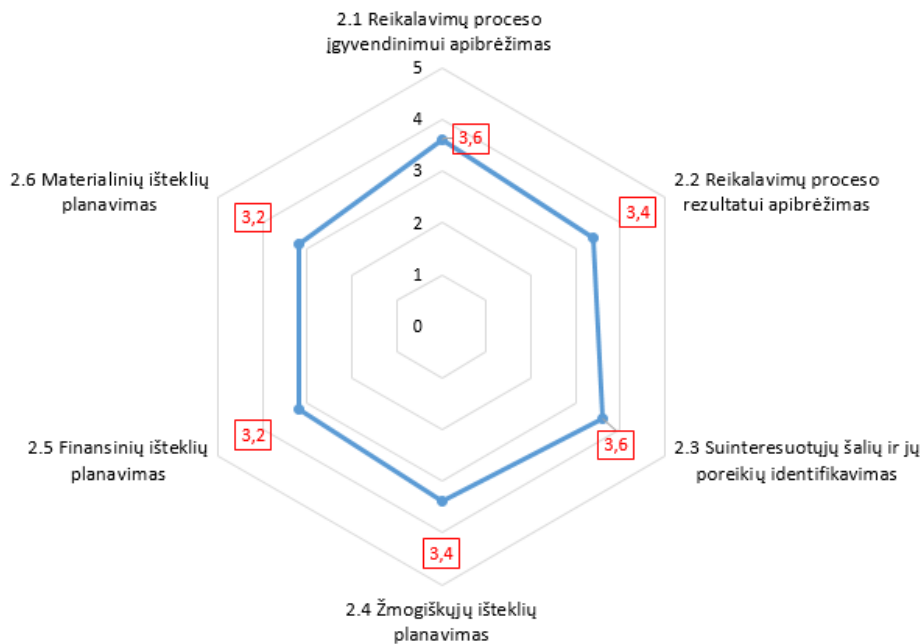 2.1 Reikalavimų proceso
įgyvendinimui apibrėžimas
5
4
3,6
3
2.6 Materialinių išteklių
planavimas
3,2
2.2 Reikalavimų proceso
rezultatui apibrėžimas
3,4
2
1
0
2.5 Finansinių išteklių
planavimas
3,2
2.3 Suinteresuotųjų šalių ir jų
poreikių identifikavimas
3,6
3,4
2.4 Žmogiškųjų išteklių
planavimas